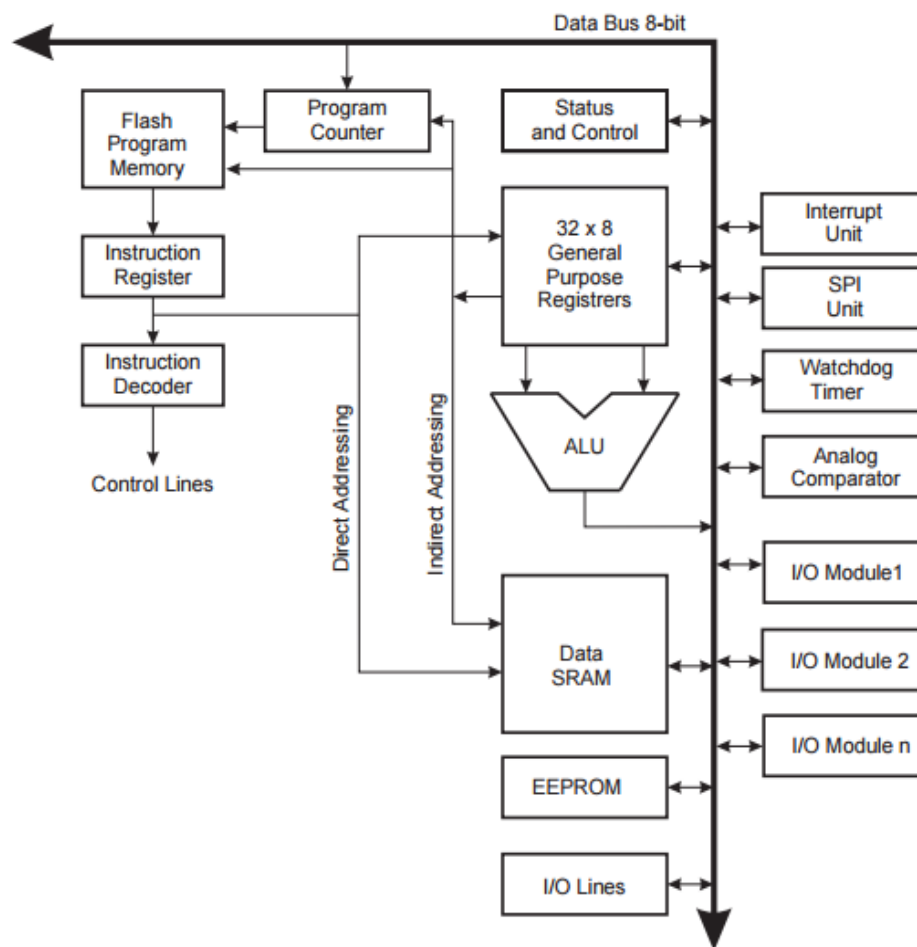 Data Bus 8-bit
Flash
Program
Memory
Program
Counter
Status
and Control
32 x 8
General
Purpose
Registrers
Interrupt
Unit
Instruction
Register
SPI
Unit
Instruction
Decoder
Watchdog
Timer
Control Lines
Direct Addressing
Indirect Addressing
ALU
Analog
Comparator
I/O Module1
Data
SRAM
I/O Module 2
I/O Module n
EEPROM
I/O Lines